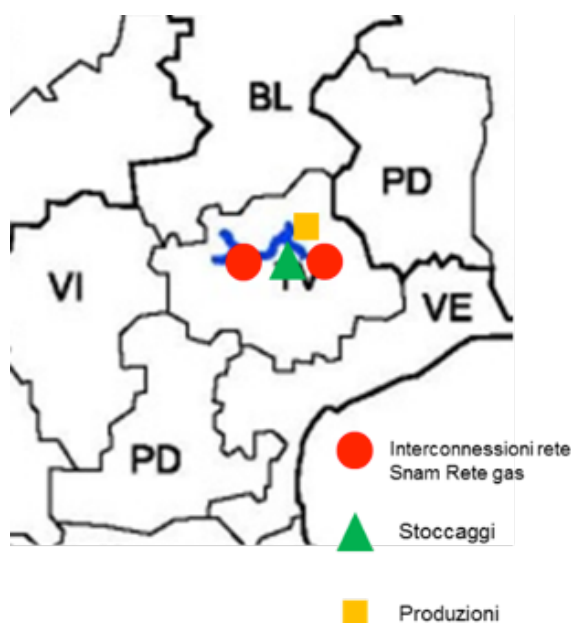 BL
PD
VI
TV
VE
PD
Interconnessioni rete
Snam Rete gas
Stoccaggi
Produzioni